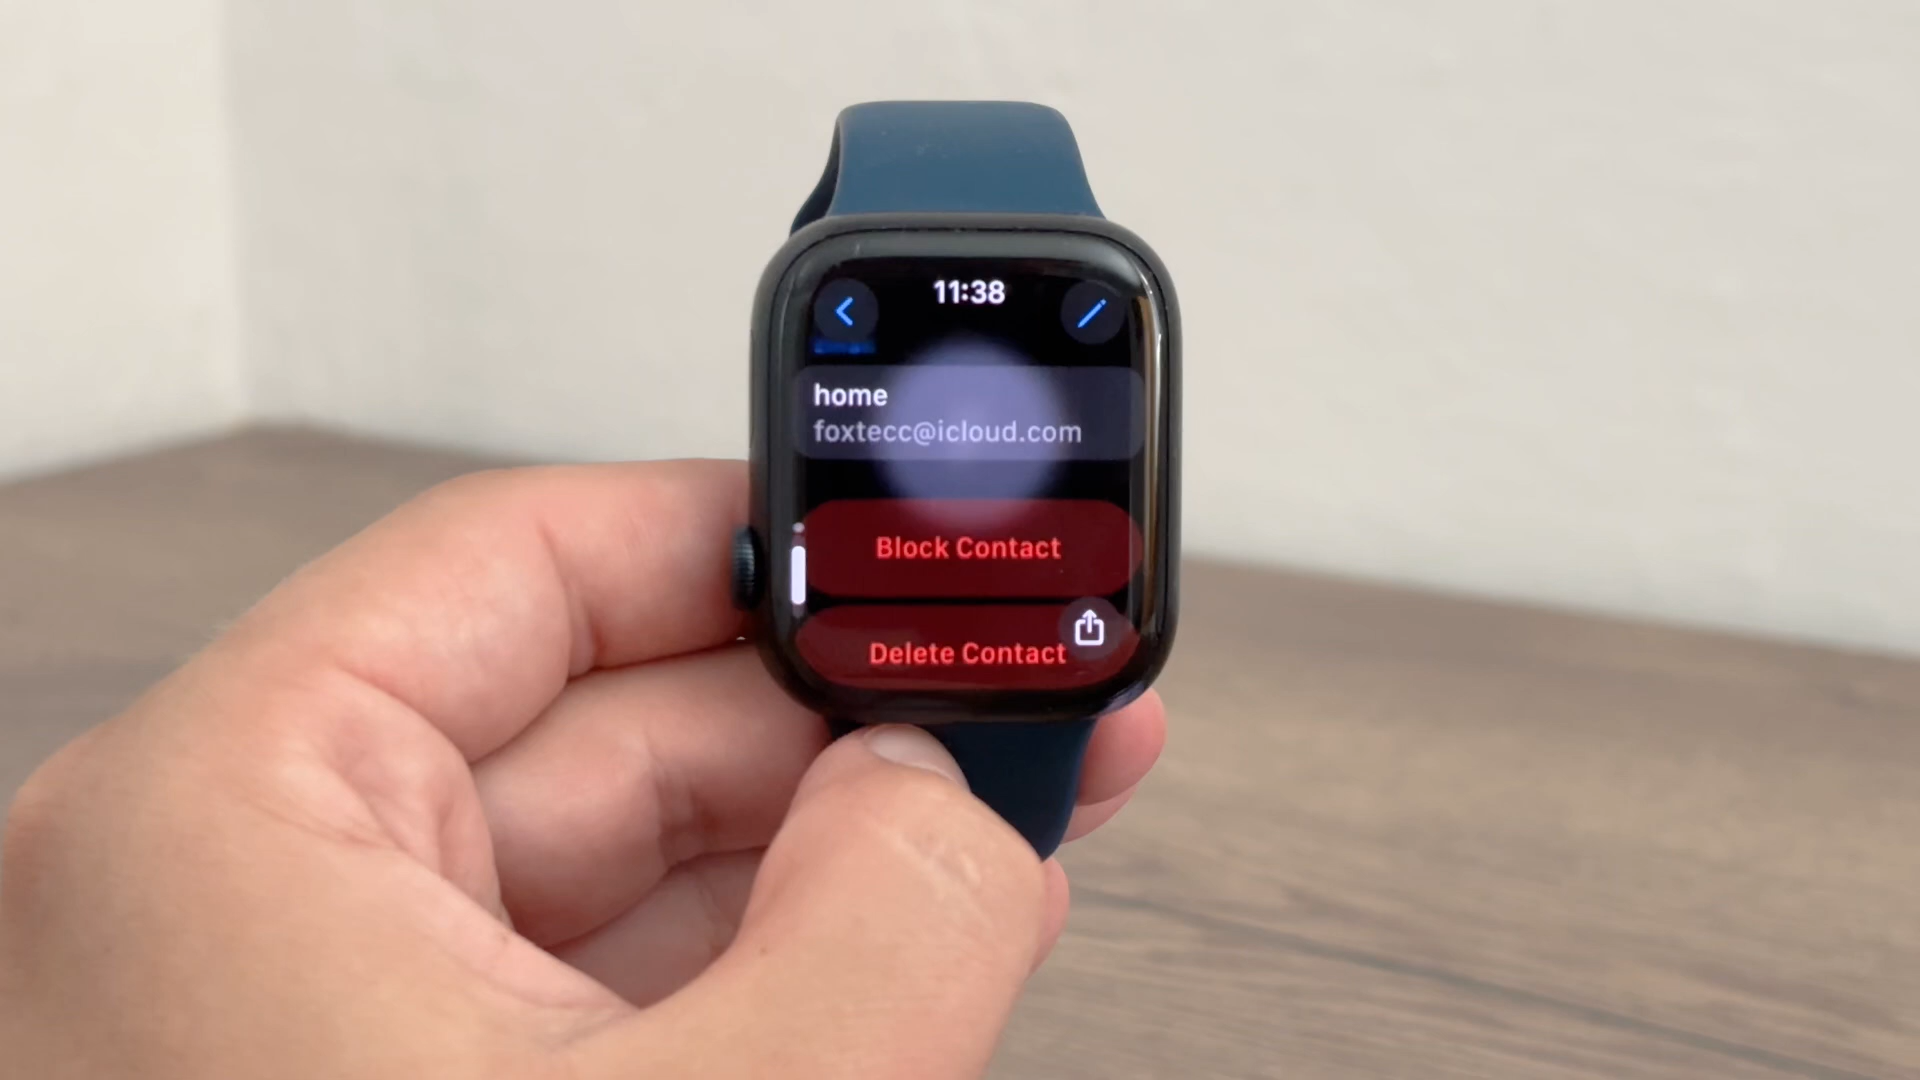 11:38
home
foxtecc@icloud.com
Block Contact
Delete Contact